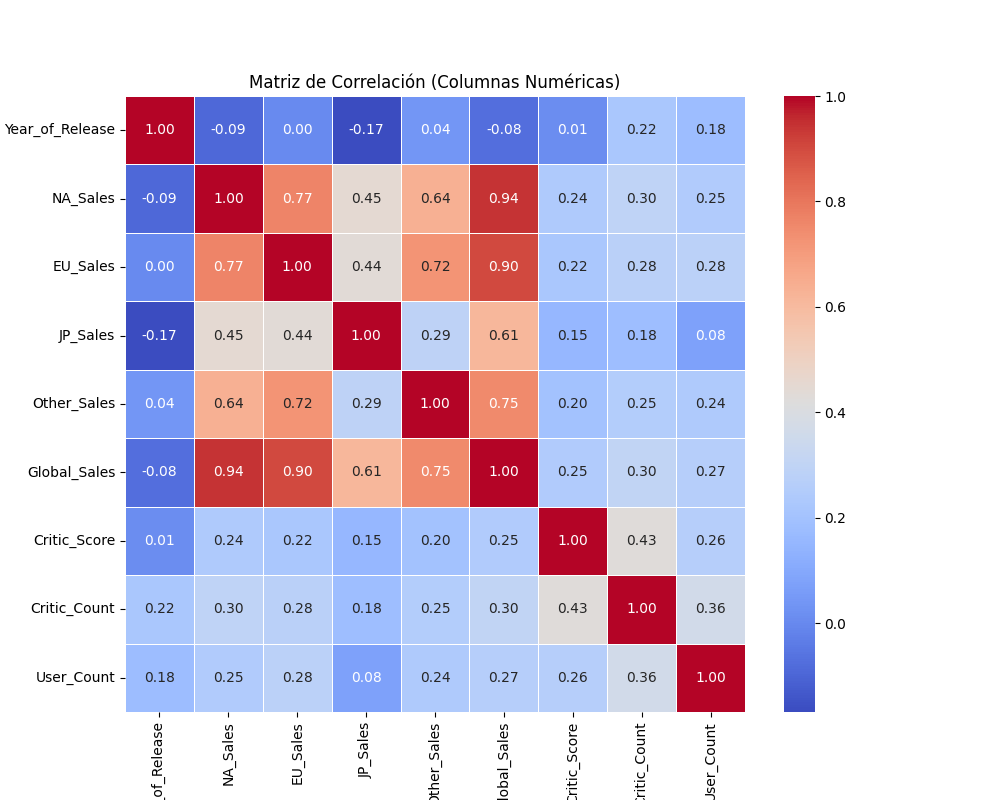 Matriz de Correlación (Columnas Numéricas)
Year_of_Release 1.00 -0.09 0.00 -0.17 0.04 -0.08 0.01 0.22 0.18
NA_Sales -0.09 1.00 0.77 0.45 0.64 0.94 0.24 0.30 0.25
EU_Sales 0.00 0.77 1.00 0.44 0.72 0.90 0.22 0.28 0.28
JP_Sales -0.17 0.45 0.44 1.00 0.29 0.61 0.15 0.18 0.08
Other_Sales 0.04 0.64 0.72 0.29 1.00 0.75 0.20 0.25 0.24
Global_Sales -0.08 0.94 0.90 0.61 0.75 1.00 0.25 0.30 0.27
Critic_Score 0.01 0.24 0.22 0.15 0.20 0.25 1.00 0.43 0.26
Critic_Count 0.22 0.30 0.28 0.18 0.25 0.30 0.43 1.00 0.36
User_Count 0.18 0.25 0.28 0.08 0.24 0.27 0.26 0.36 1.00
_of_Release
NA_Sales
EU_Sales
JP_Sales
Other_Sales
lobal_Sales
Critic_Score
ritic_Count
User_Count
1.0
0.8
0.6
0.4
0.2
0.0